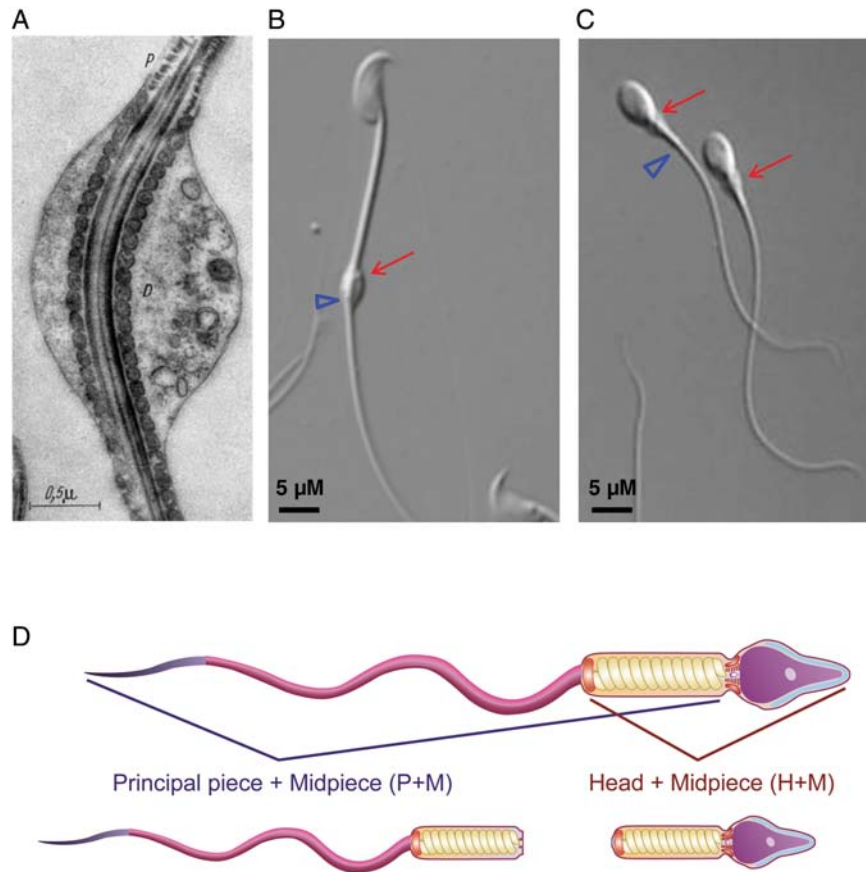 A
B
C
P
D
0,5µ
5 µM
5 µM
D
Principal piece + Midpiece (P+M)
Head + Midpiece (H+M)